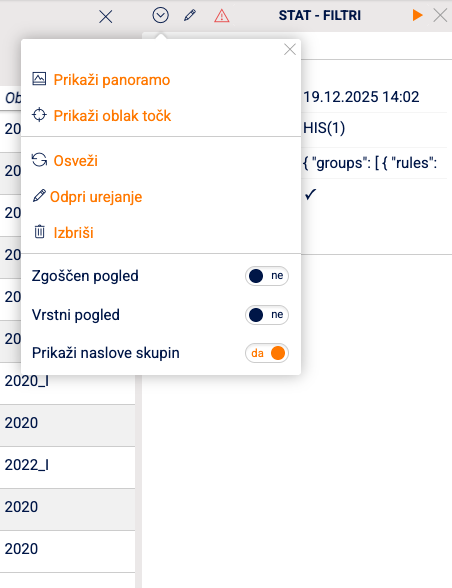 STAT - FILTRI
Prikaži panoramo
Prikaži oblak točk
Osveži
Odpri urejanje
Izbriši
Zgoščen pogled
ne
Vrstni pogled
ne
Prikaži naslove skupin
da
19.12.2025 14:02
HIS(1)
{ "groups": [ { "rules":
✓
Ob
20
20
20
20
20
20
2020_I
2020
2022_I
2020
2020